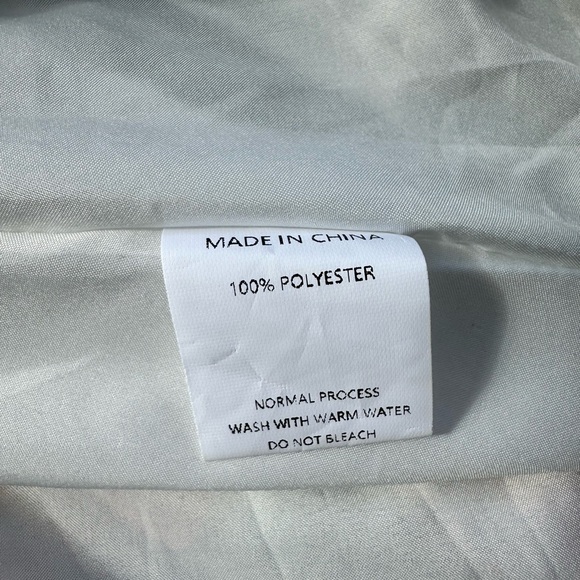 MADE IN CHINA
100% POLYESTER
NORMAL PROCESS
WASH WITH WARM WATER
DO NOT BLEACH